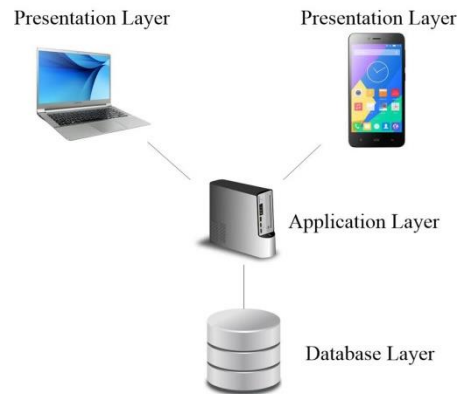 Presentation Layer
Presentation Layer
Application Layer
Database Layer